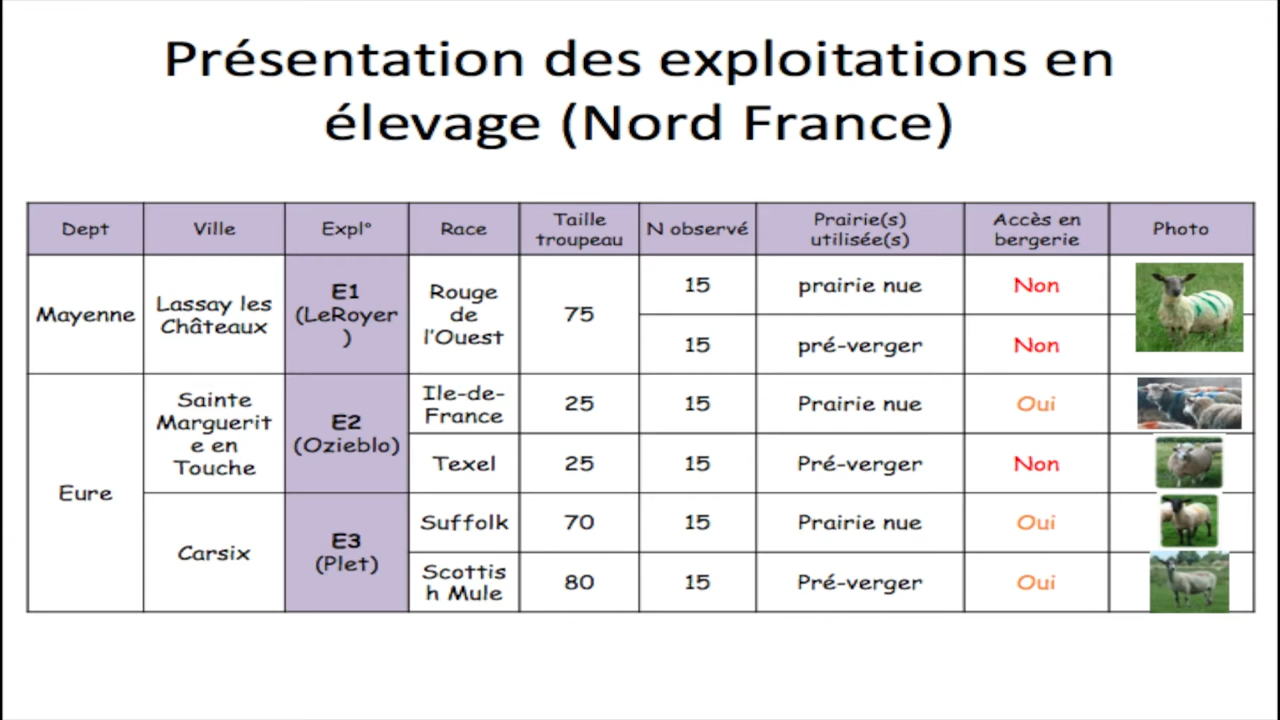 Présentation des exploitations en
élevage (Nord France)
Dept Ville Expl° Race Taille troupeau N observé Prairie(s) utilisée(s) Accès en bergerie Photo
Mayenne Lassay les Châteaux E1 (LeRoyer) Rouge de l'Ouest 75 15 prairie nue Non
15 pré-verger Non
Eure Sainte Marguerite en Touche E2 (Ozieblo) Ile-de-France 25 15 Prairie nue Oui
Texel 25 15 Pré-verger Non
Carsix E3 (Plet) Suffolk 70 15 Prairie nue Oui
Scottish Mule 80 15 Pré-verger Oui